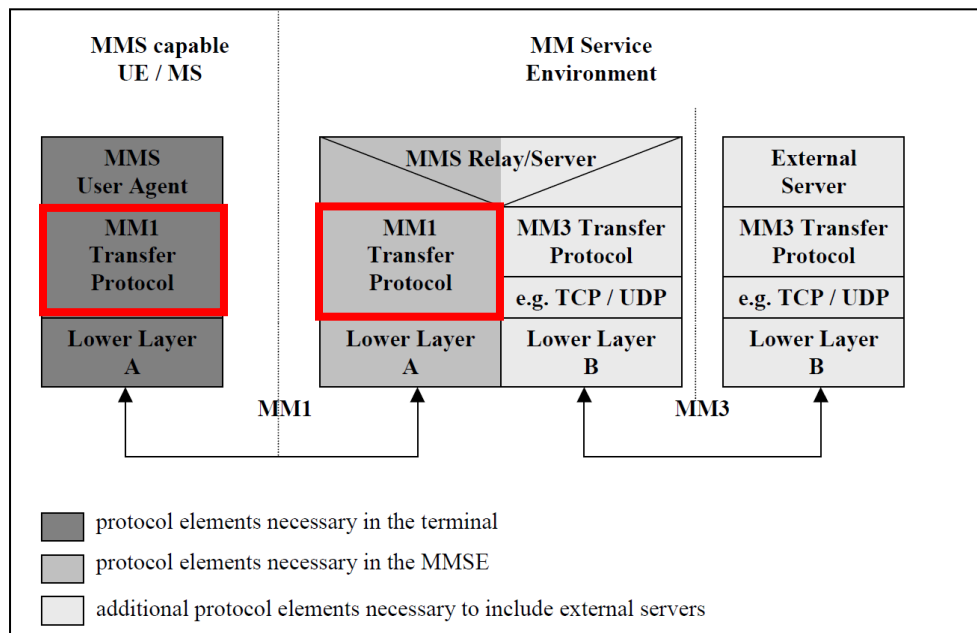 MMS capable
UE / MS
MM Service
Environment
MMS
User Agent
MMS Relay/Server
External
Server
MM1
Transfer
Protocol
MM1
Transfer
Protocol
MM3 Transfer
Protocol
MM3 Transfer
Protocol
e.g. TCP / UDP
e.g. TCP / UDP
Lower Layer
A
Lower Layer
A
Lower Layer
B
Lower Layer
B
MM1
MM3
protocol elements necessary in the terminal
protocol elements necessary in the MMSE
additional protocol elements necessary to include external servers